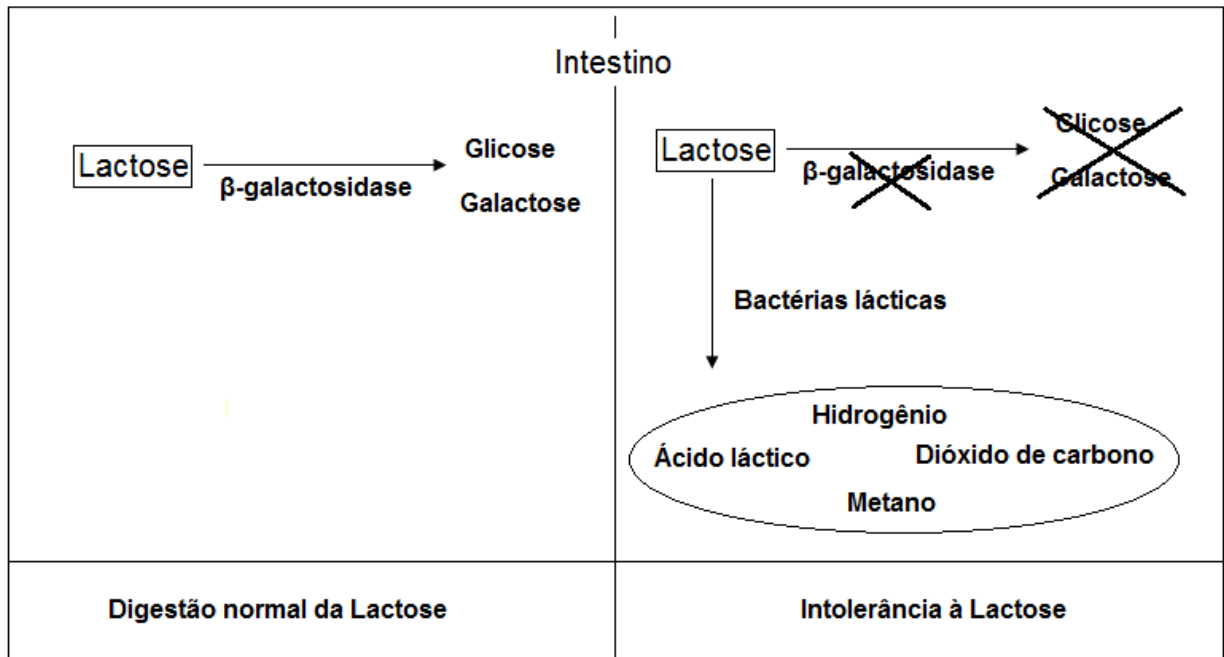 Intestino
Lactose
β-galactosidase
Glicose
Galactose
Lactose
β-galactosidase
Glicose
Galactose
Bactérias lácticas
Hidrogênio
Ácido láctico
Dióxido de carbono
Metano
Digestão normal da Lactose
Intolerância à Lactose